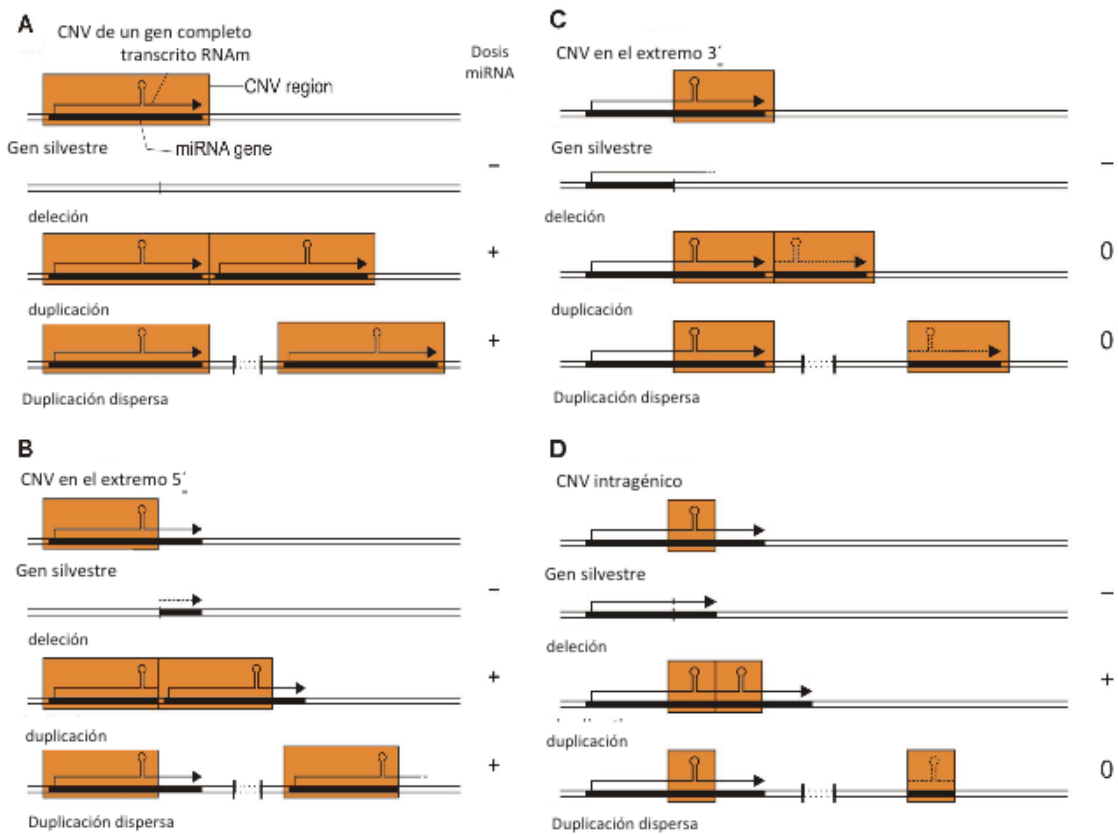 A
CNV de un gen completo
transcrito RNAm
Dosis
miRNA
CNV region
Gen silvestre
miRNA gene
–
deleción
+
duplicación
+
Duplicación dispersa
B
CNV en el extremo 5´
Gen silvestre
–
deleción
+
duplicación
+
Duplicación dispersa
C
CNV en el extremo 3´
Gen silvestre
–
deleción
0
duplicación
0
Duplicación dispersa
D
CNV intragénico
Gen silvestre
–
deleción
+
duplicación
0
Duplicación dispersa